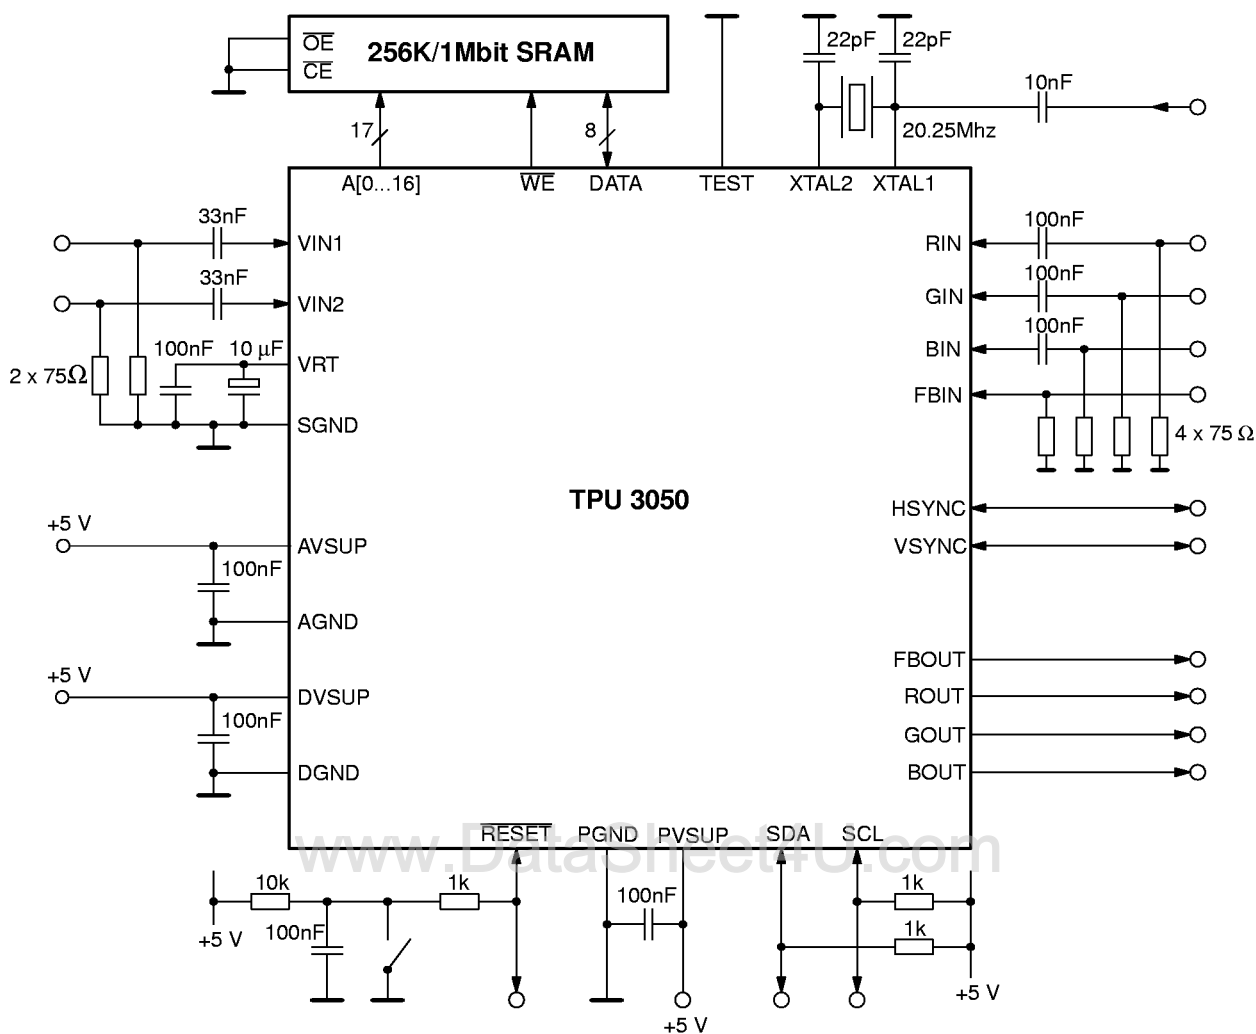 OE
CE
256K/1Mbit SRAM
22pF
22pF
10nF
17
8
20.25Mhz
A[0...16]
WE
DATA
TEST
XTAL2
XTAL1
33nF
VIN1
100nF
RIN
33nF
VIN2
100nF
GIN
100nF
10 µF
VRT
100nF
BIN
2 x 75Ω
FBIN
SGND
4 x 75 Ω
TPU 3050
HSYNC
+5 V
AVSUP
VSYNC
100nF
AGND
FBOUT
+5 V
DVSUP
ROUT
100nF
GOUT
DGND
BOUT
www.DataSheet4U.com
RESET
PGND
PVSUP
SDA
SCL
10k
1k
100nF
1k
+5 V
100nF
1k
+5 V
+5 V